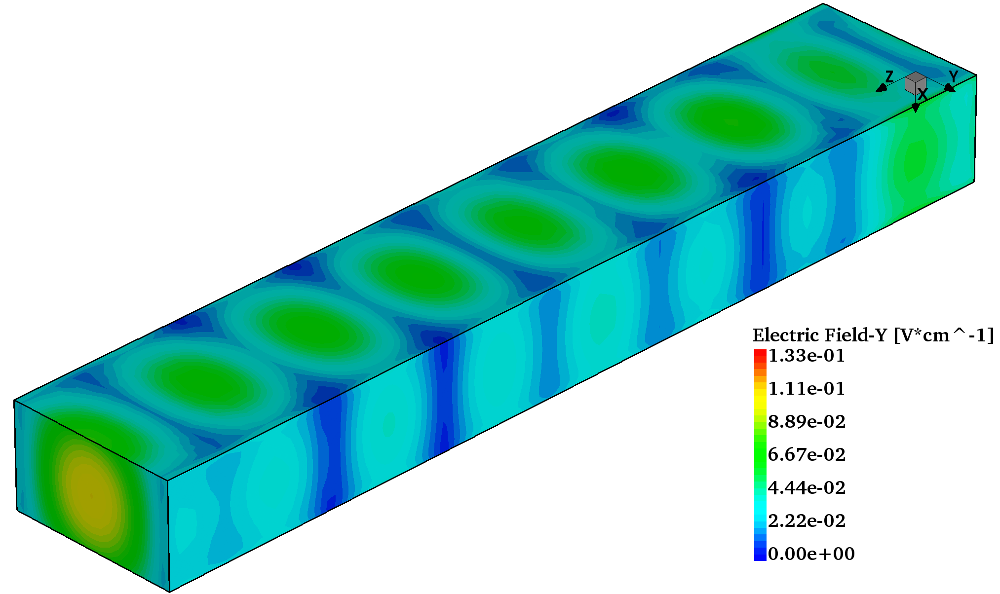 Z
Y
X
Electric Field-Y [V*cm^-1]
1.33e-01
1.11e-01
8.89e-02
6.67e-02
4.44e-02
2.22e-02
0.00e+00